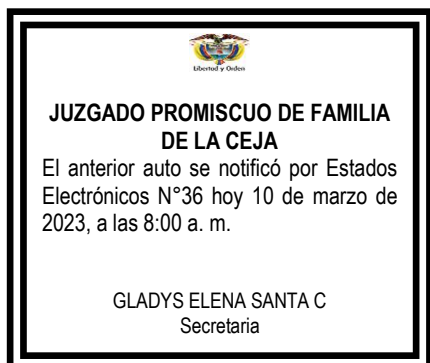 Libertad y Orden
JUZGADO PROMISCUO DE FAMILIA
DE LA CEJA
El anterior auto se notificó por Estados
Electrónicos N°36 hoy 10 de marzo de
2023, a las 8:00 a. m.
GLADYS ELENA SANTA C
Secretaria